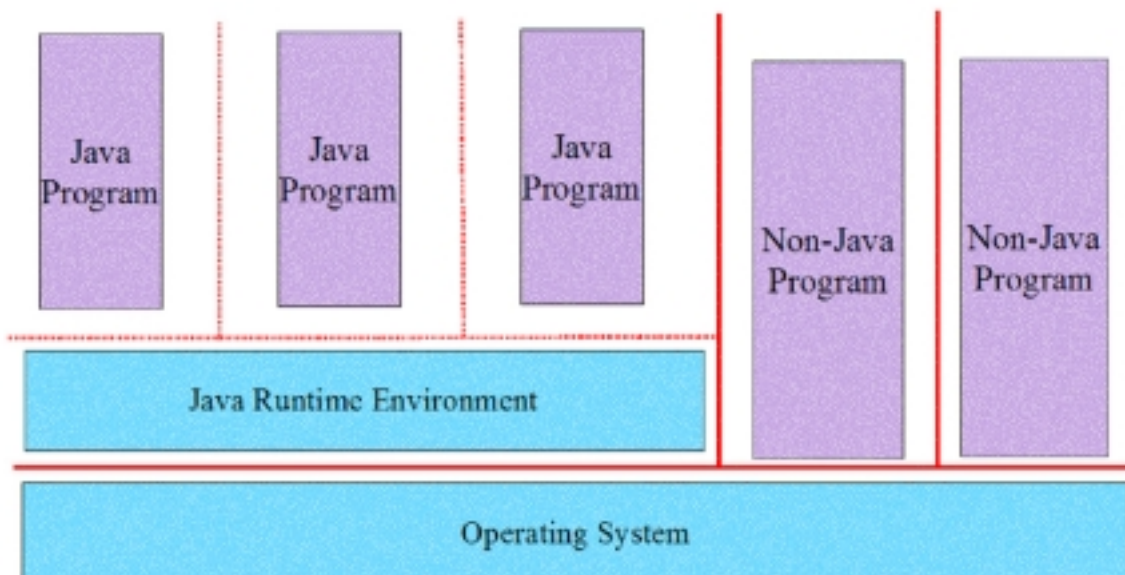 Java
Program
Java
Program
Java
Program
Non-Java
Program
Non-Java
Program
Java Runtime Environment
Operating System